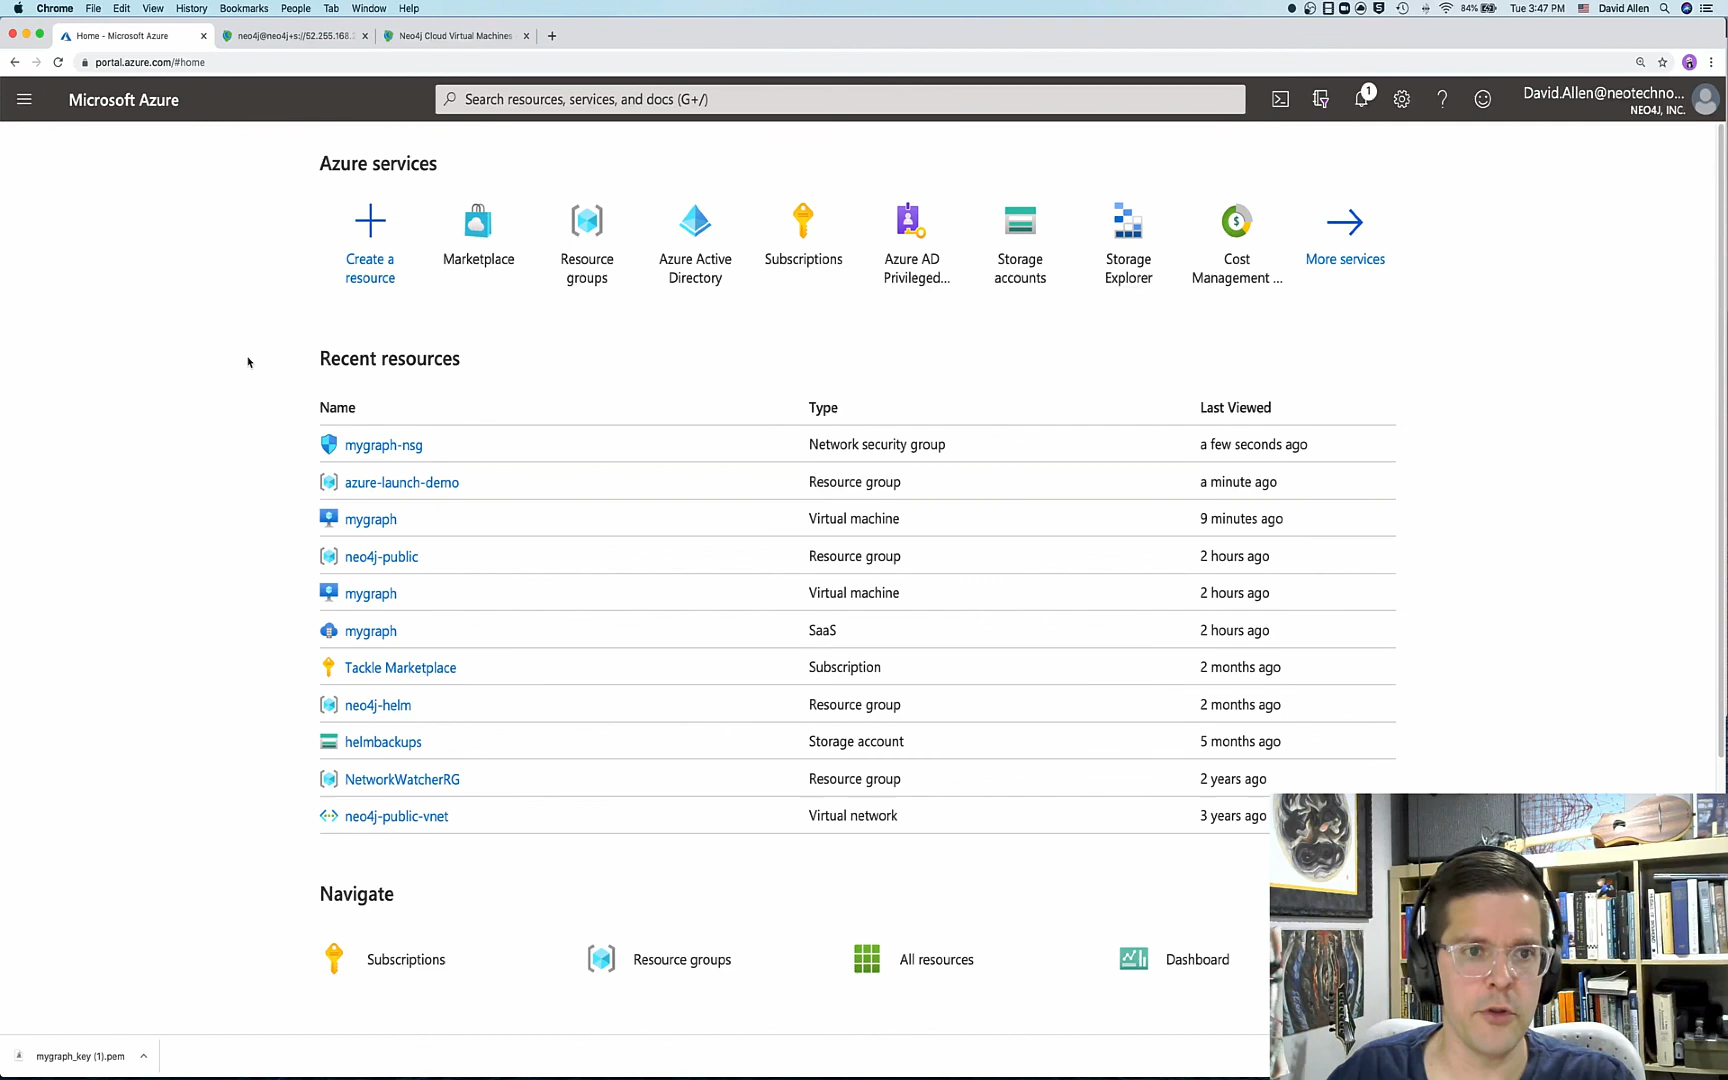 Chrome File Edit View History Bookmarks People Tab Window Help
84% Tue 3:47 PM David Allen
Home - Microsoft Azure
neo4j@neo4j+s://52.255.168.2
Neo4j Cloud Virtual Machines -
portal.azure.com/#home
Microsoft Azure
Search resources, services, and docs (G+/)
1
David.Allen@neotechno...
NEO4J, INC.
Azure services
Create a resource
Marketplace
Resource groups
Azure Active Directory
Subscriptions
Azure AD Privileged...
Storage accounts
Storage Explorer
Cost Management ...
More services
Recent resources
Name Type Last Viewed
mygraph-nsg Network security group a few seconds ago
azure-launch-demo Resource group a minute ago
mygraph Virtual machine 9 minutes ago
neo4j-public Resource group 2 hours ago
mygraph Virtual machine 2 hours ago
mygraph SaaS 2 hours ago
Tackle Marketplace Subscription 2 months ago
neo4j-helm Resource group 2 months ago
helmbackups Storage account 5 months ago
NetworkWatcherRG Resource group 2 years ago
neo4j-public-vnet Virtual network 3 years ago
Navigate
Subscriptions Resource groups All resources Dashboard
mygraph_key (1).pem